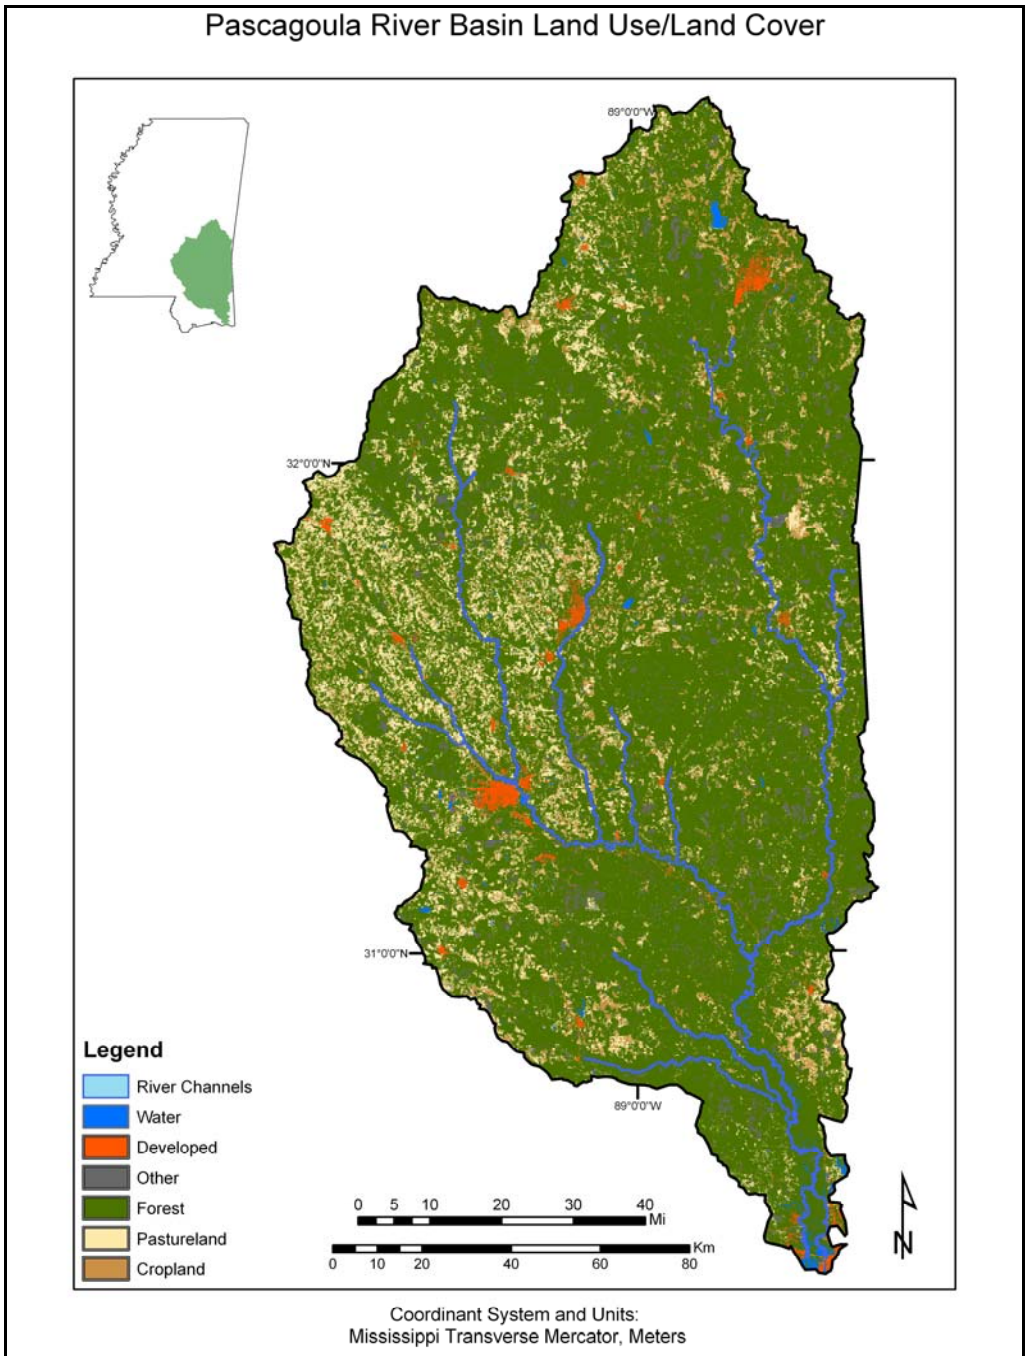 Pascagoula River Basin Land Use/Land Cover
89°0'0"W
32°0'0"N
31°0'0"N
89°0'0"W
Legend
River Channels
Water
Developed
Other
Forest
Pastureland
Cropland
0 5 10 20 30 40
Mi
Km
0 10 20 40 60 80
N
Coordinant System and Units:
Mississippi Transverse Mercator, Meters